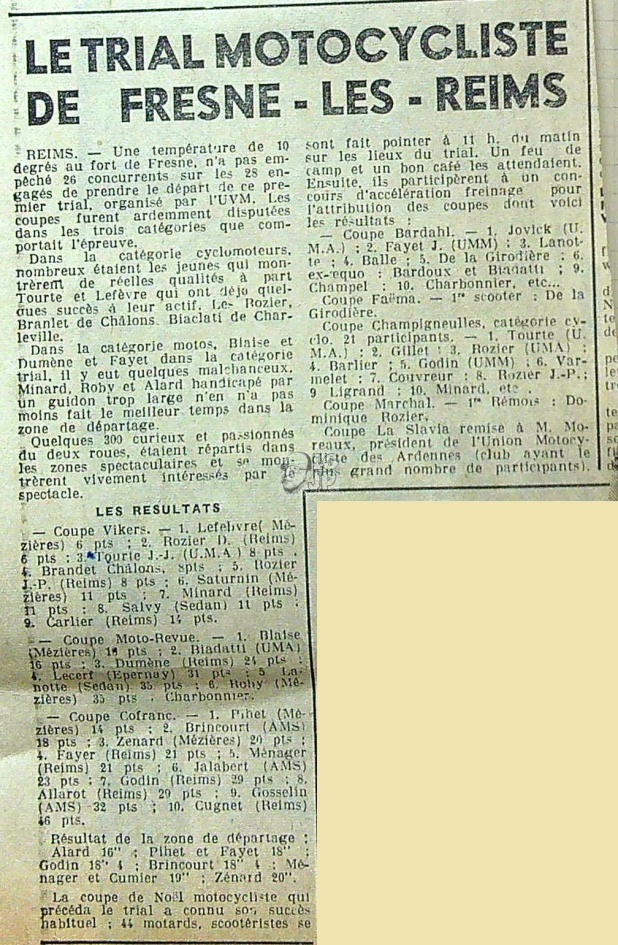 LE TRIAL MOTOCYCLISTE
DE FRESNE - LES - REIMS
REIMS. — Une température de 10
degrés au fort de Fresne, n'a pas em-
pêché 26 concurrents sur les 28 en-
gagés de prendre le départ de ce pre-
mier trial, organisé par l'UVM. Les
coupes furent ardemment disputées
dans les trois catégories que com-
portait l'épreuve.
Dans la catégorie cyclomoteurs,
nombreux étaient les jeunes qui mon-
trèrent de réelles qualités à part
Tourte et Lefèvre qui ont déjo quel-
ques succès à leur actif. Les Rozier,
Branlet de Châlons. Biaclati de Char-
leville.
Dans la catégorie motos, Blaise et
Dumène et Fayet dans la catégorie
trial, il y eut quelques malchanceux.
Minard, Roby et Alard handicapé par
un guidon trop large n'en n'a pas
moins fait le meilleur temps dans la
zone de départage.
Quelques 300 curieux et passionnés
du deux roues, étaient répartis dans
les zones spectaculaires et se mon-
trèrent vivement intéressés par le
spectacle.
LES RESULTATS
— Coupe Vikers. — 1. Lefebvre( Mé-
zières) 6 pts ; 2. Rozier D. (Reims)
6 pts ; 3. Tourie J.-J. (U.M.A ) 8 pts .
4. Brandet Châlons, 8pts ; 5. Rozier
J.-P. (Reims) 8 pts ; 6. Saturnin (Mé-
zières) 11 pts ; 7. Minard (Reims)
11 pts ; 8. Salvy (Sedan) 11 pts ;
9. Carlier (Reims) 14 pts.
— Coupe Moto-Revue. — 1. Blaise
(Mézières) pts ; 2. Biadatti (UMA)
16 pts ; 3. Dumène (Reims) 24 pts ;
4. Lecerf (Epernay) 31 pts ; 5. La-
notte (Sedan) 35 pts ; 6. Roby (Mé-
zières) 35 pts Charbonnier.
— Coupe Cofranc. — 1. Pihet (Mé-
zières) 14 pts ; 2. Brincourt (AMS)
18 pts ; 3. Zenard (Mézières) 20 pts ;
4. Fayer (Reims) 21 pts ; 5. Ménager
(Reims) 21 pts ; 6. Jalabert (AMS)
23 pts ; 7. Godin (Reims) 29 pts ; 8.
Allarot (Reims) 29 pts ; 9. Gosselin
(AMS) 32 pts ; 10. Cugnet (Reims)
46 pts.
Résultat de la zone de départage :
Alard 16" ; Pihet et Fayet 18" ;
Godin 18" 4 ; Brincourt 18" 4 ; Mé-
nager et Cumier 19" ; Zénard 20".
La coupe de Noël motocycliste qui
précéda le trial a connu son succès
habituel ; 44 motards, scootéristes se
sont fait pointer à 11 h. du matin
sur les lieux du trial. Un feu de
camp et un bon café les attendaient.
Ensuite, ils participèrent à un con-
cours d'accélération freinage pour
l'attribution des coupes dont voici
les résultats :
— Coupe Bardahl. — 1. Jovick (U.
M.A.) ; 2. Fayet J. (UMM) : 3. Lanot-
te ; 4. Balle ; 5. De la Girodière ; 6.
ex-æquo : Bardoux et Biadatti ; 9.
Champel ; 10. Charbonnier, etc...
Coupe Faëma. — 1er scooter : De la
Girodière.
Coupe Champigneulles, catégorie cy-
clo. 21 participants. — 1. Tourte (U.
M.A.) : 2. Gillet : 3. Rozier (UMA) ;
4. Barlier ; 5. Godin (UMM) ; 6. Var-
melet ; 7. Couvreur ; 8. Rozier J.-P.;
9 Ligrand ; 10. Minard, etc .
Coupe Marchal. — 1er Rémois : Do-
minique Rozier.
Coupe La Slavia remise à M. Mo-
reaux, président de l'Union Motocy-
cliste des Ardennes (club ayant le
plus grand nombre de participants).